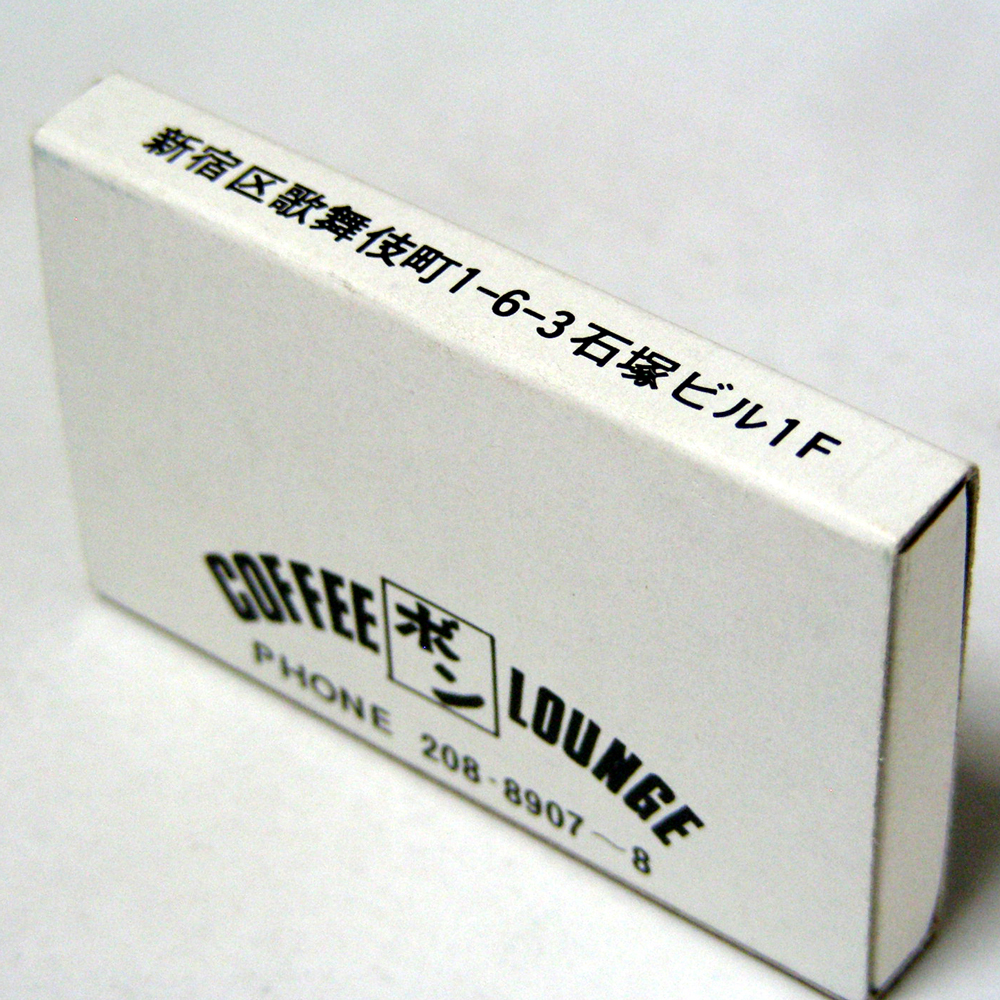 新宿区歌舞伎町1-6-3石塚ビル1F
COFFEE ボン LOUNGE
PHONE 208-8907〜8